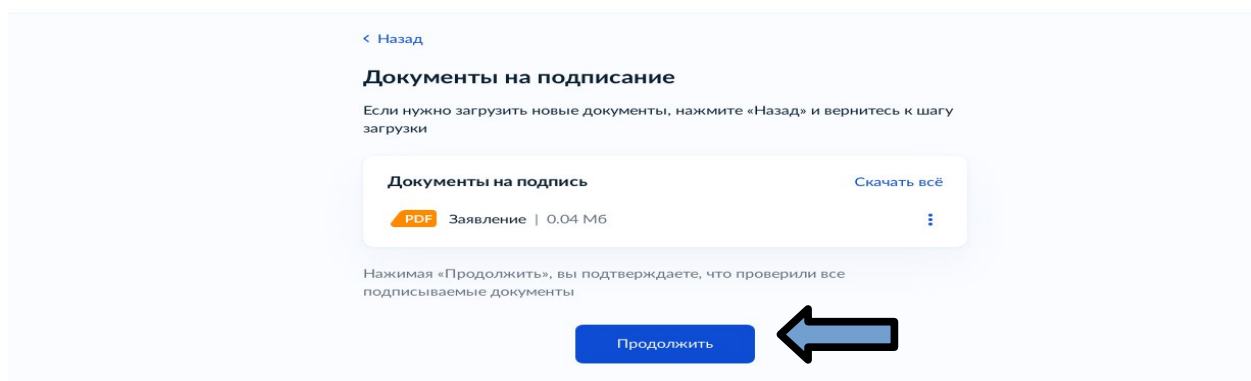 < Назад
Документы на подписание
Если нужно загрузить новые документы, нажмите «Назад» и вернитесь к шагу
загрузки
Документы на подпись
Скачать всё
PDF Заявление | 0.04 Мб
Нажимая «Продолжить», вы подтверждаете, что проверили все
подписываемые документы
Продолжить